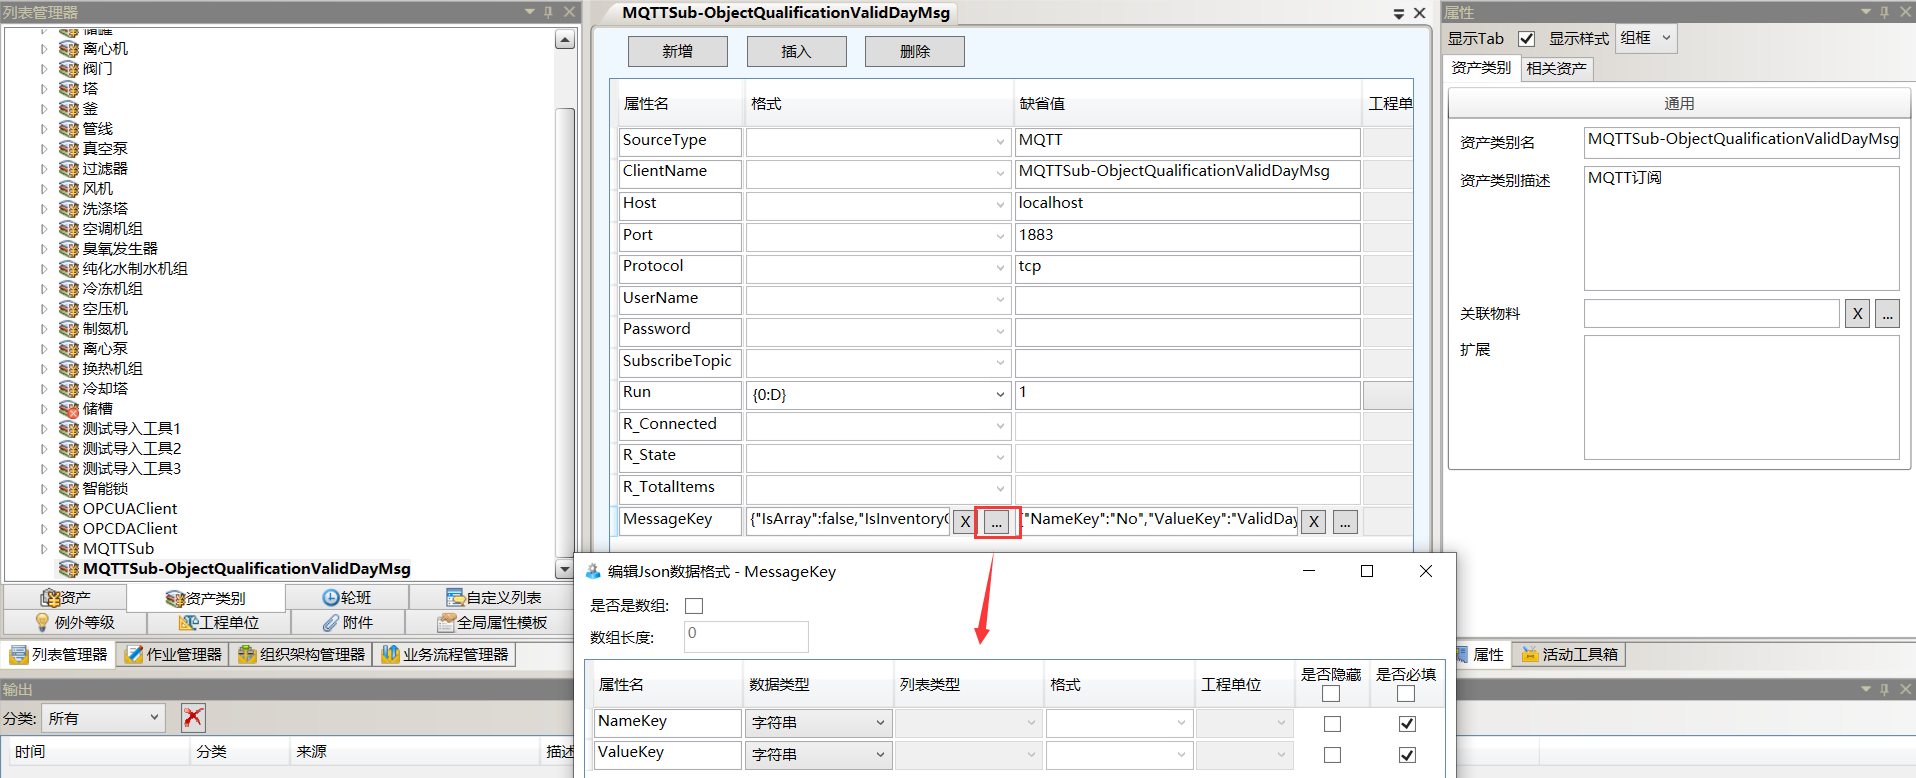 列表管理器
储罐
离心机
阀门
塔
釜
管线
真空泵
过滤器
风机
洗涤塔
空调机组
臭氧发生器
纯化水制水机组
冷冻机组
空压机
制氮机
离心泵
换热机组
冷却塔
储槽
测试导入工具1
测试导入工具2
测试导入工具3
智能锁
OPCUAClient
OPCDAClient
MQTTSub
MQTTSub-ObjectQualificationValidDayMsg
资产
资产类别
轮班
自定义列表
例外等级
工程单位
附件
全局属性模板
列表管理器
作业管理器
组织架构管理器
业务流程管理器
输出
分类:
所有
时间
分类
来源
描述
MQTTSub-ObjectQualificationValidDayMsg
新增
插入
删除
属性名
格式
缺省值
工程单
SourceType
MQTT
ClientName
MQTTSub-ObjectQualificationValidDayMsg
Host
localhost
Port
1883
Protocol
tcp
UserName
Password
SubscribeTopic
Run
{0:D}
1
R_Connected
R_State
R_TotalItems
MessageKey
{"IsArray":false,"IsInventory
X
...
"NameKey":"No","ValueKey":"ValidDay
X
...
编辑Json数据格式 - MessageKey
是否是数组:
数组长度:
0
属性名
数据类型
列表类型
格式
工程单位
是否隐藏
是否必填
NameKey
字符串
ValueKey
字符串
属性
显示Tab
显示样式
组框
资产类别
相关资产
通用
资产类别名
MQTTSub-ObjectQualificationValidDayMsg
资产类别描述
MQTT订阅
关联物料
X
...
扩展
属性
活动工具箱